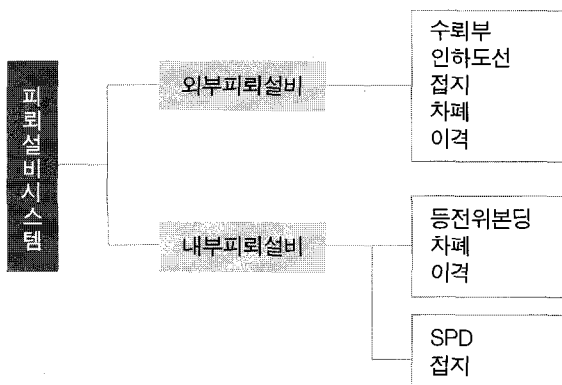 피뢰설비시스템
외부피뢰설비
수뢰부
인하도선
접지
차폐
이격
내부피뢰설비
등전위본딩
차폐
이격
SPD
접지